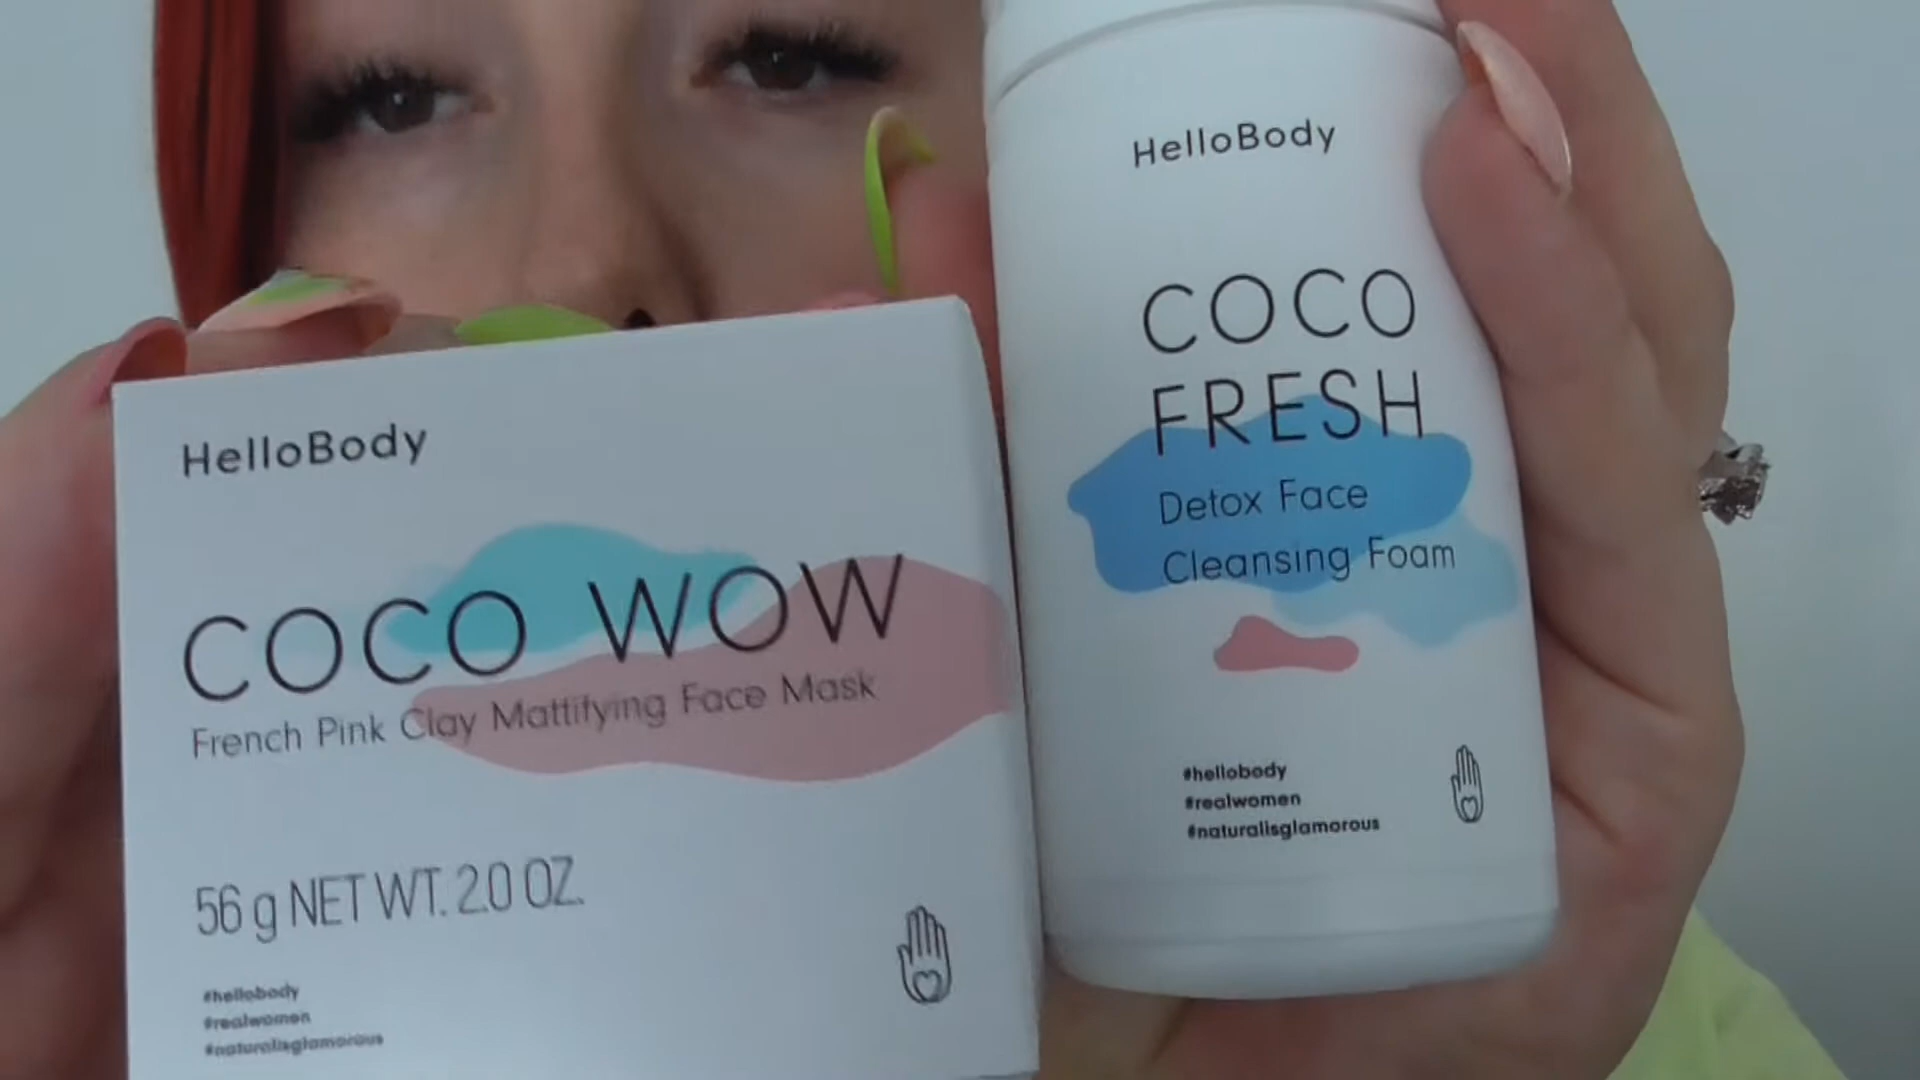 HelloBody
COCO WOW
French Pink Clay Mattifying Face Mask
56 g NET WT. 2.0 OZ.
#hellobody
#realwomen
#naturalisglamorous
HelloBody
COCO
FRESH
Detox Face
Cleansing Foam
#hellobody
#realwomen
#naturalisglamorous